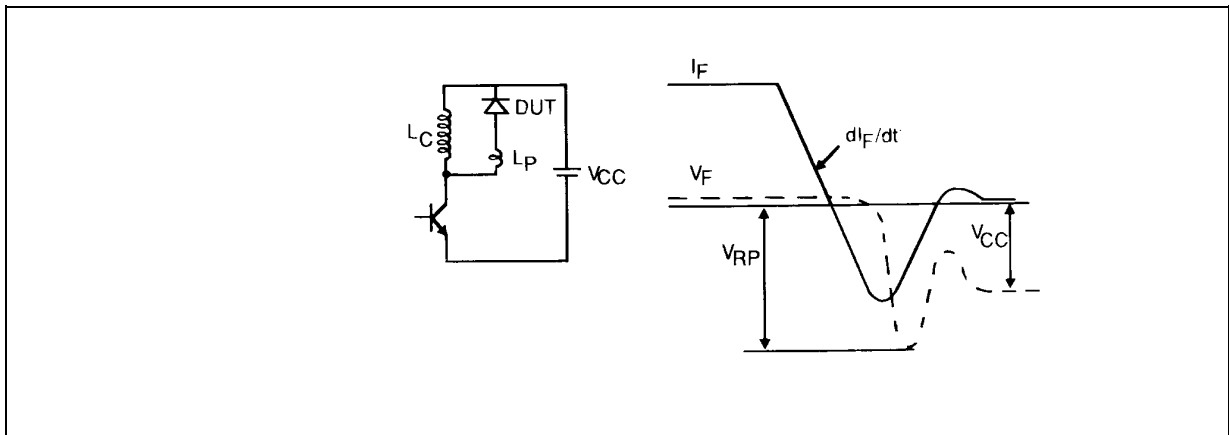 DUT
LC
LP
VCC
IF
dIF/dt
VF
VRP
VCC